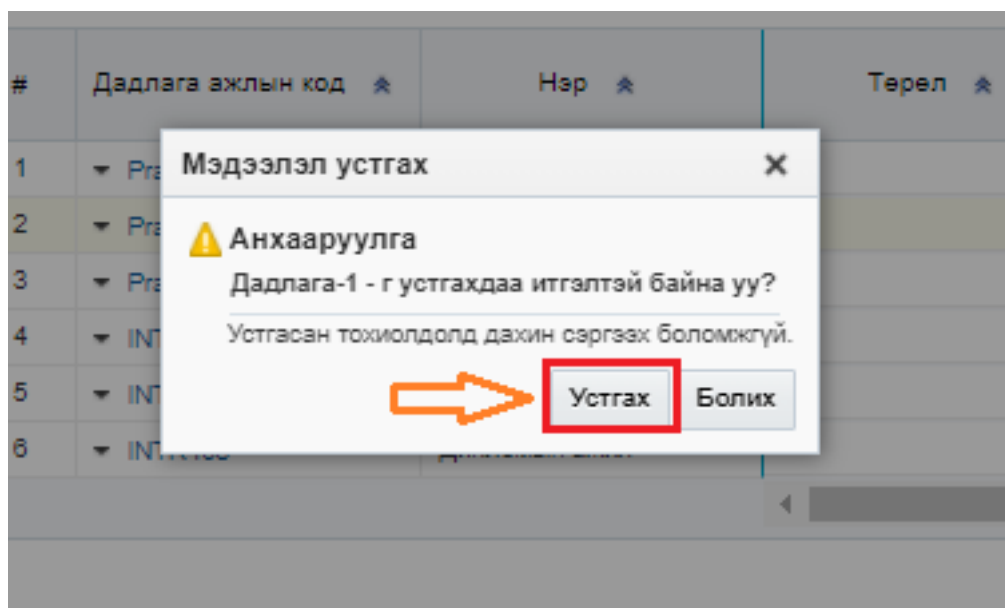 # Дадлага ажлын код Нэр Төрөл
1
2
3
4
5
6
Мэдээлэл устгах
Анхааруулга
Дадлага-1 - г устгахдаа итгэлтэй байна уу?
Устгасан тохиолдолд дахин сэргээх боломжгүй.
Устгах Болих